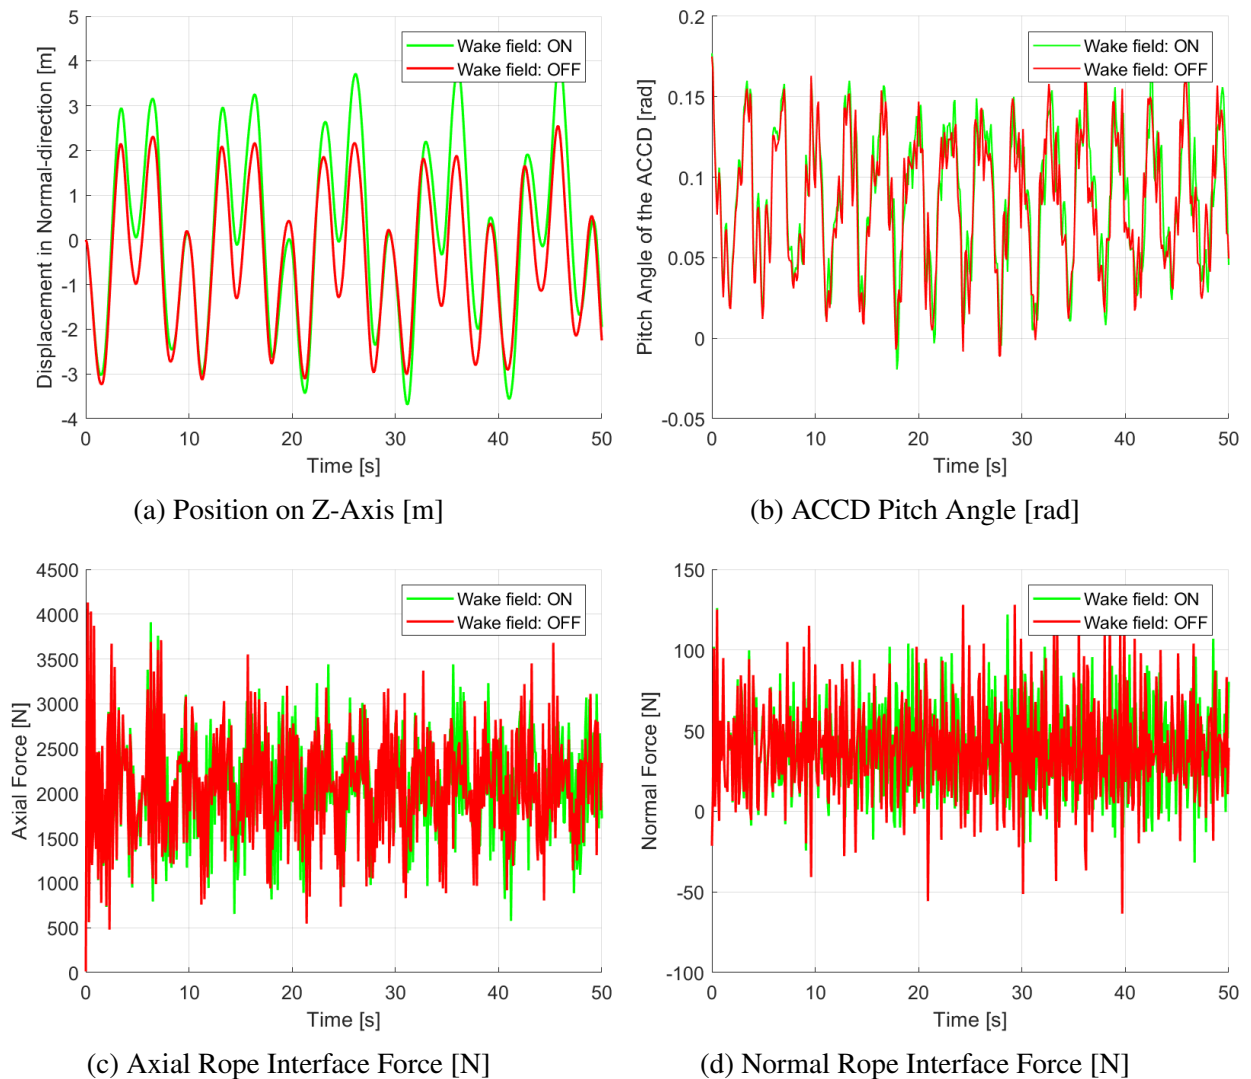 5
4
3
2
1
0
-1
-2
-3
-4
Displacement in Normal-direction [m]
Wake field: ON
Wake field: OFF
0
10
20
30
40
50
Time [s]
(a) Position on Z-Axis [m]
0.2
0.15
0.1
0.05
0
-0.05
Pitch Angle of the ACCD [rad]
Wake field: ON
Wake field: OFF
0
10
20
30
40
50
Time [s]
(b) ACCD Pitch Angle [rad]
4500
4000
3500
3000
2500
2000
1500
1000
500
0
Axial Force [N]
Wake field: ON
Wake field: OFF
0
10
20
30
40
50
Time [s]
(c) Axial Rope Interface Force [N]
150
100
50
0
-50
-100
Normal Force [N]
Wake field: ON
Wake field: OFF
0
10
20
30
40
50
Time [s]
(d) Normal Rope Interface Force [N]